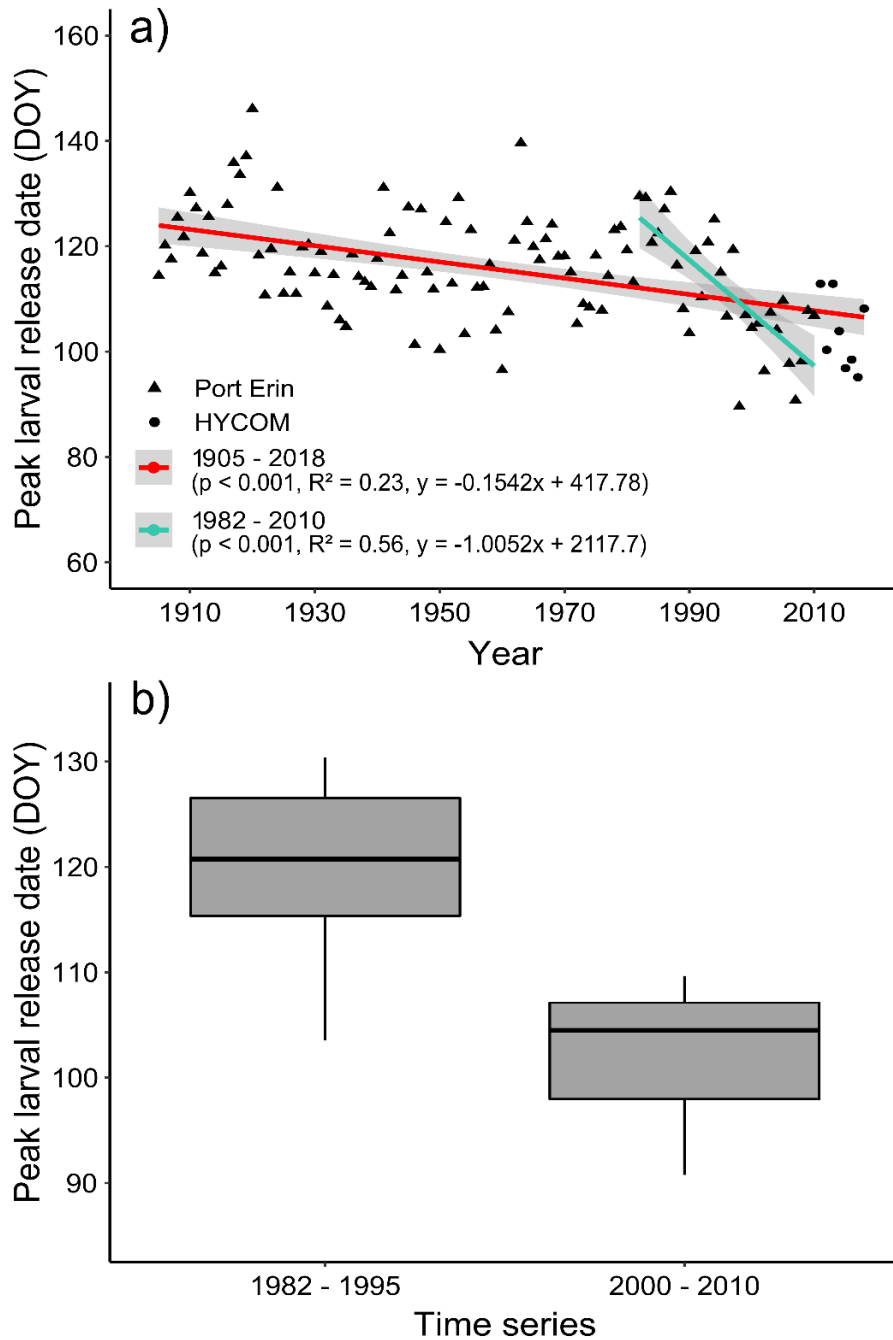 a)
160
140
120
100
80
60
Peak larval release date (DOY)
Port Erin
HYCOM
1905 - 2018
(p < 0.001, R² = 0.23, y = -0.1542x + 417.78)
1982 - 2010
(p < 0.001, R² = 0.56, y = -1.0052x + 2117.7)
1910 1930 1950 1970 1990 2010
Year
b)
130
120
110
100
90
Peak larval release date (DOY)
1982 - 1995 2000 - 2010
Time series